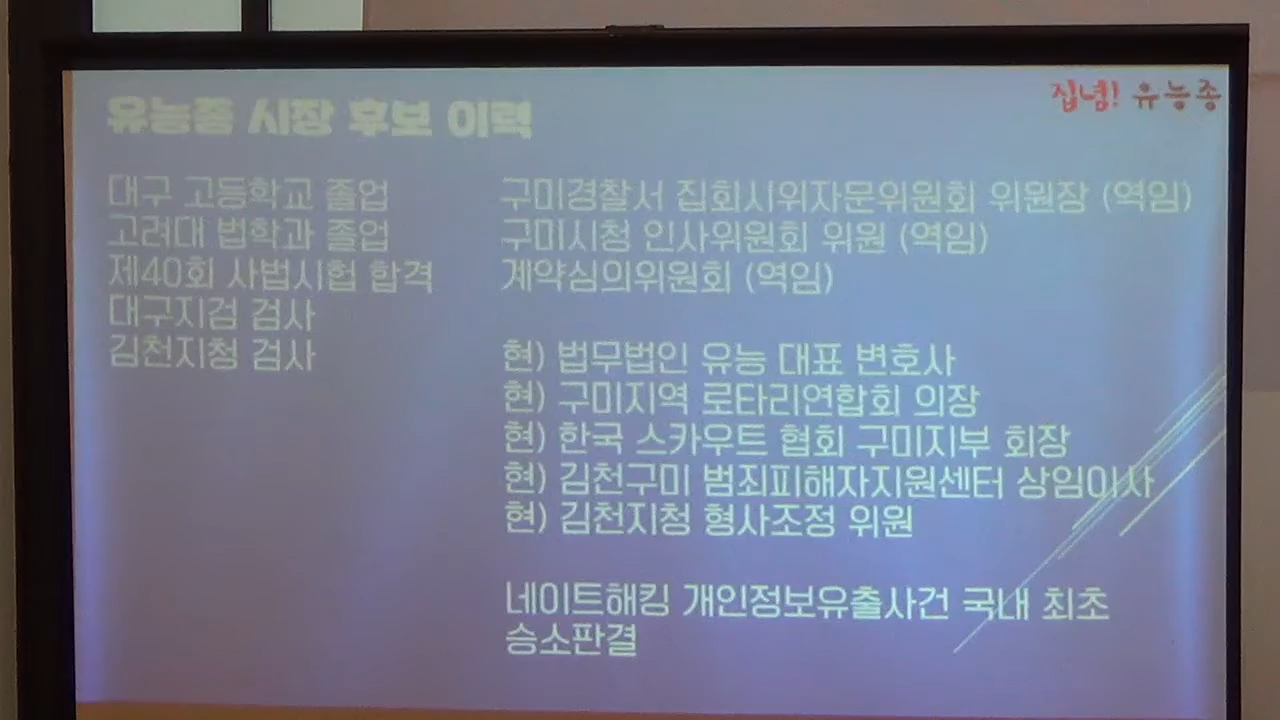 집념! 유능종
유능종 시장 후보 이력
대구 고등학교 졸업
고려대 법학과 졸업
제40회 사법시험 합격
대구지검 검사
김천지청 검사
구미경찰서 집회시위자문위원회 위원장 (역임)
구미시청 인사위원회 위원 (역임)
계약심의위원회 (역임)
현) 법무법인 유능 대표 변호사
현) 구미지역 로타리연합회 의장
현) 한국 스카우트 협회 구미지부 회장
현) 김천구미 범죄피해자지원센터 상임이사
현) 김천지청 형사조정 위원
네이트해킹 개인정보유출사건 국내 최초
승소판결